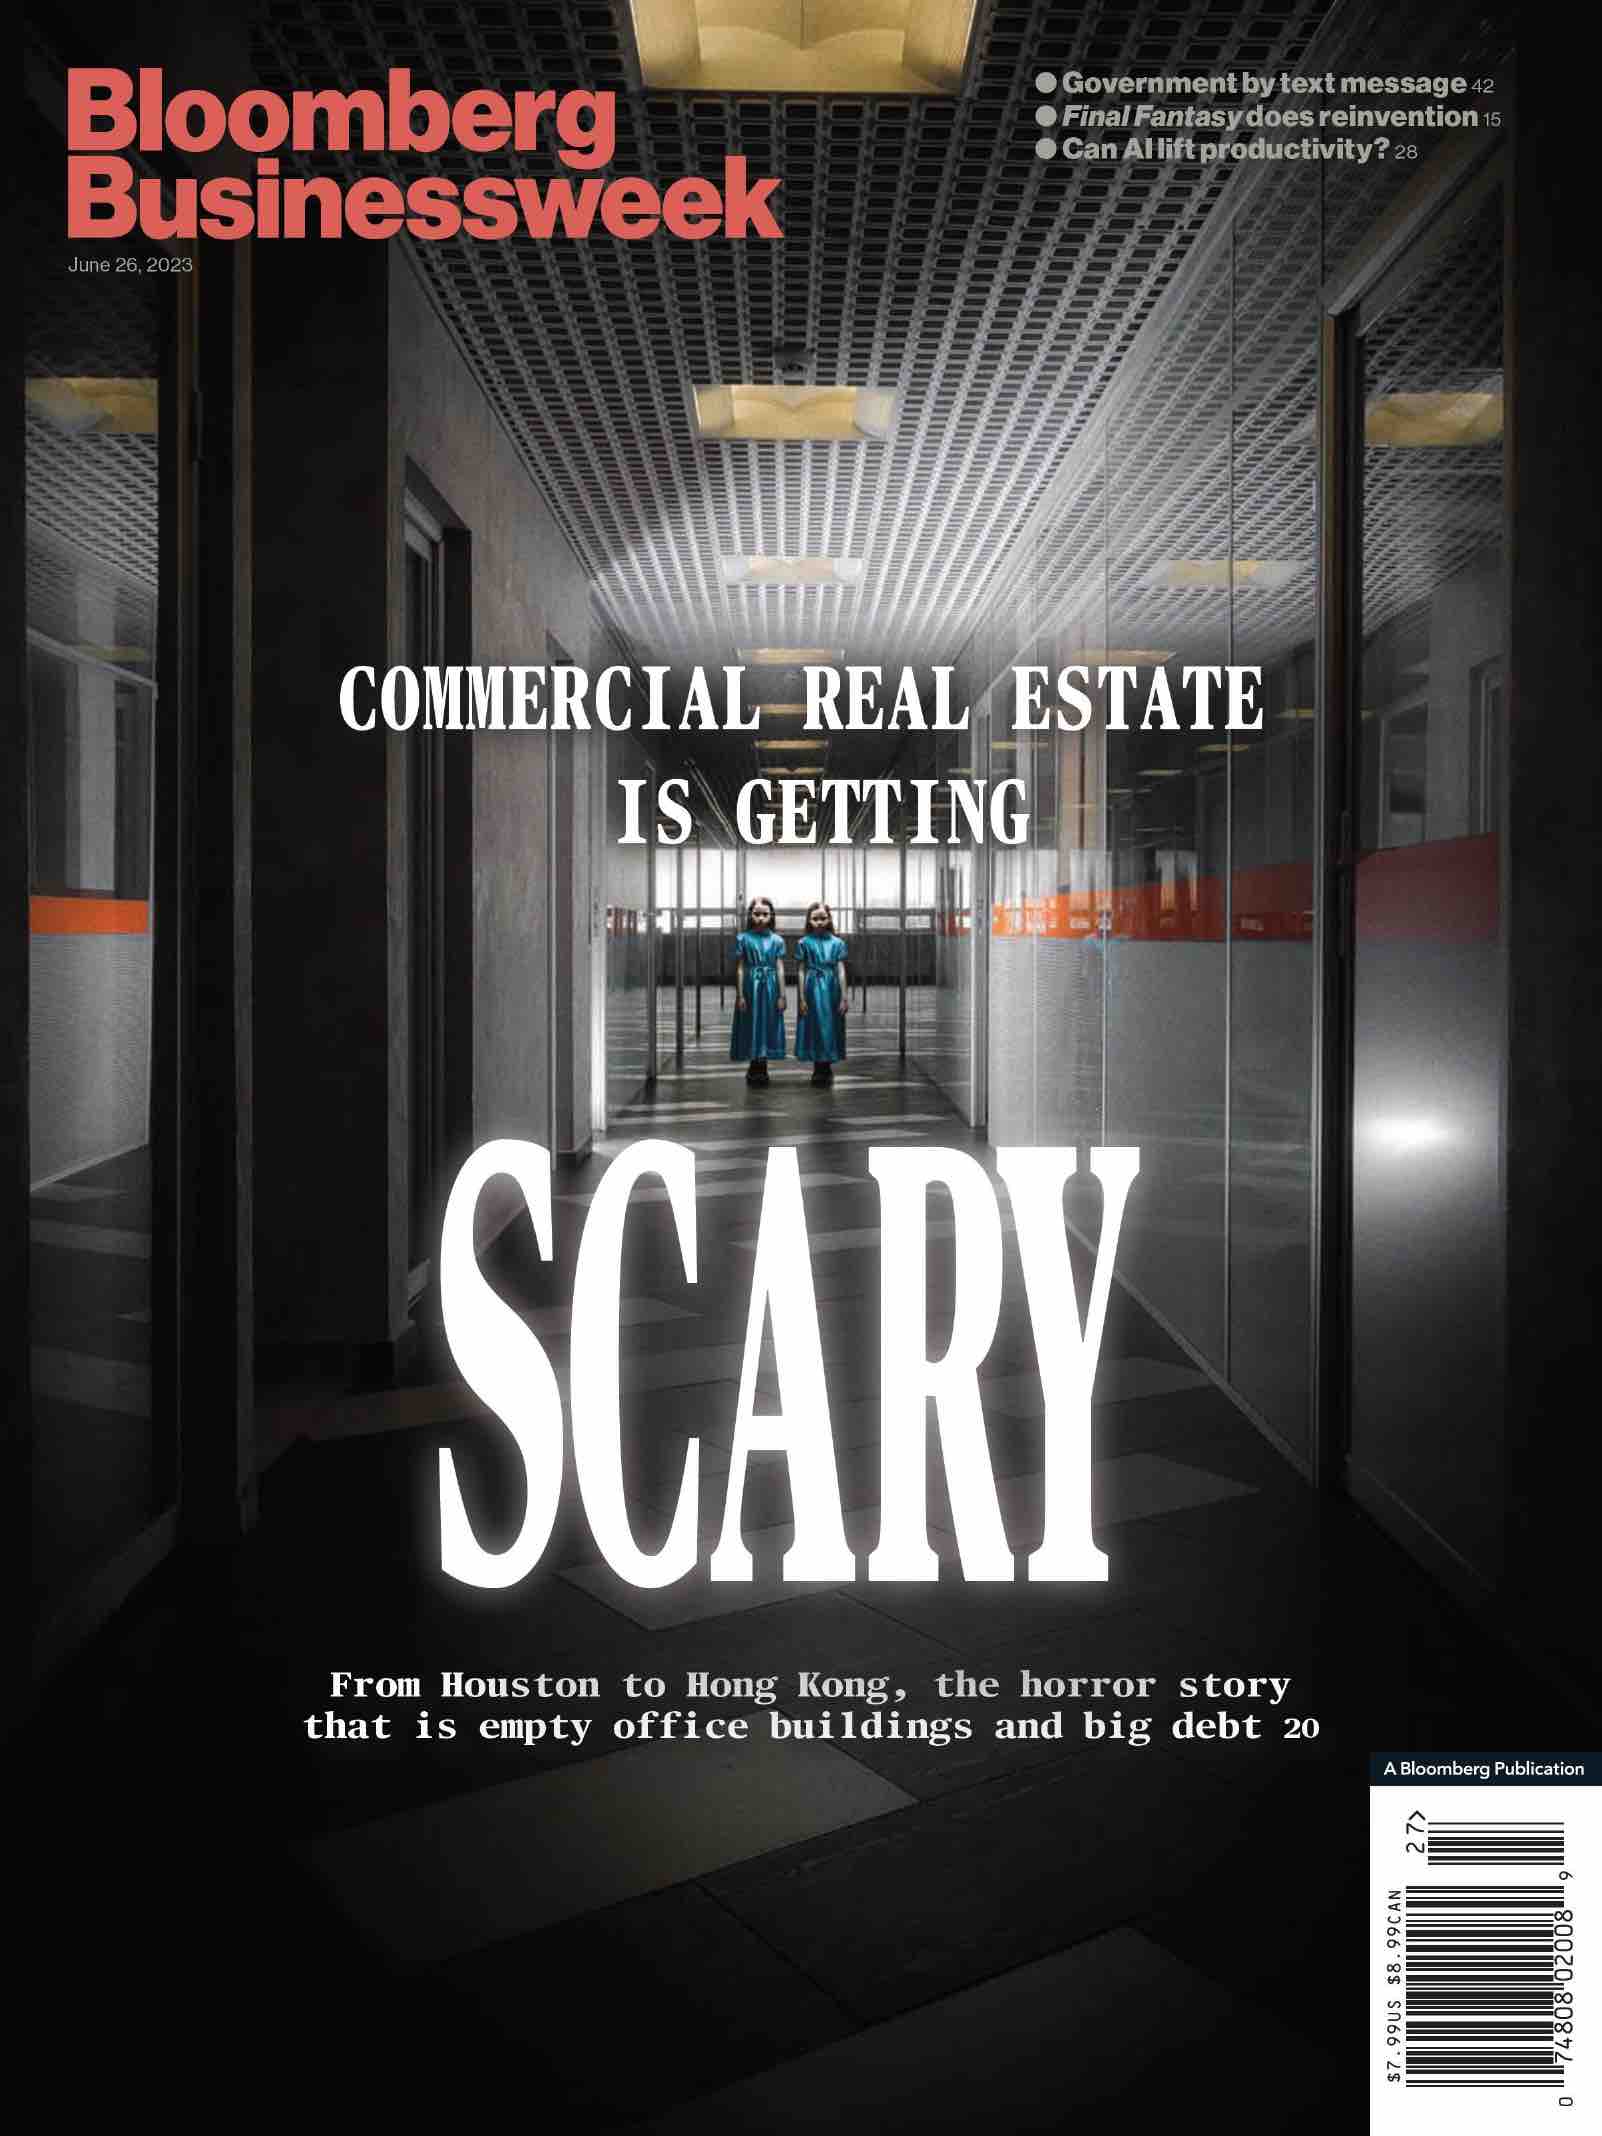 Bloomberg
Businessweek
June 26, 2023
● Government by text message 42
● Final Fantasy does reinvention 15
● Can AI lift productivity? 28
COMMERCIAL REAL ESTATE
IS GETTING
SCARY
From Houston to Hong Kong, the horror story
that is empty office buildings and big debt 20
A Bloomberg Publication
27>
$7.99US $8.99CAN
0 74808 02008 9